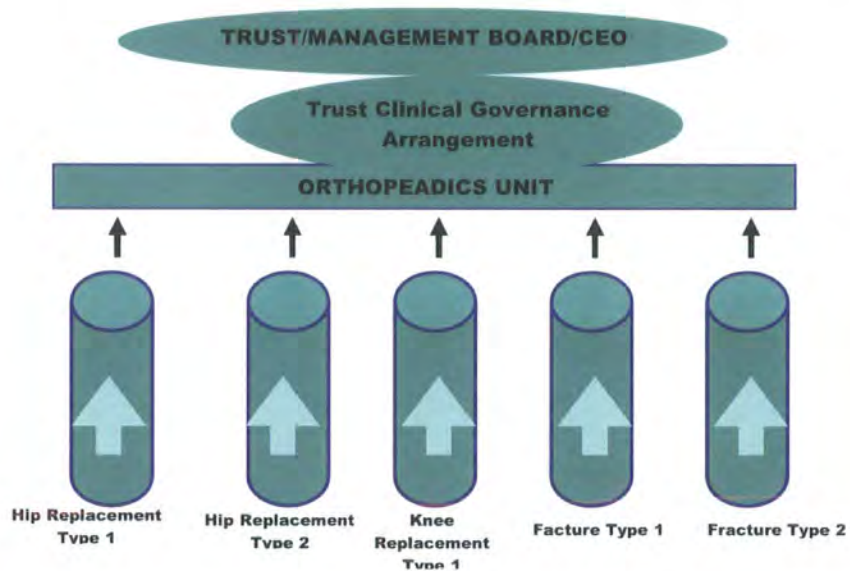 TRUST/MANAGEMENT BOARD/CEO
Trust Clinical Governance
Arrangement
ORTHOPEADICS UNIT
Hip Replacement
Type 1
Hip Replacement
Type 2
Knee
Replacement
Type 1
Facture Type 1
Fracture Type 2